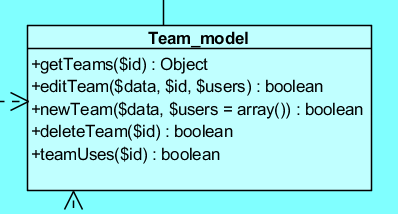 Team_model
+getTeams($id) : Object
+editTeam($data, $id, $users) : boolean
+newTeam($data, $users = array()) : boolean
+deleteTeam($id) : boolean
+teamUses($id) : boolean